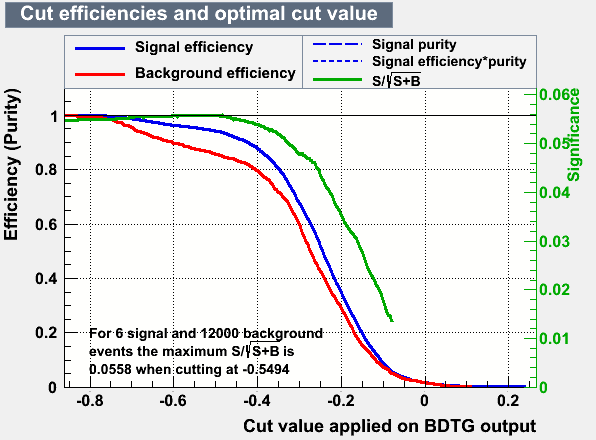 Cut efficiencies and optimal cut value
Signal efficiency
Background efficiency
Signal purity
Signal efficiency*purity
S/√S+B
Efficiency (Purity)
1
0.8
0.6
0.4
0.2
0
0.06
0.05
0.04
0.03
0.02
0.01
0
Significance
For 6 signal and 12000 background
events the maximum S/√S+B is
0.0558 when cutting at -0.5494
-0.8 -0.6 -0.4 -0.2 0 0.2
Cut value applied on BDTG output